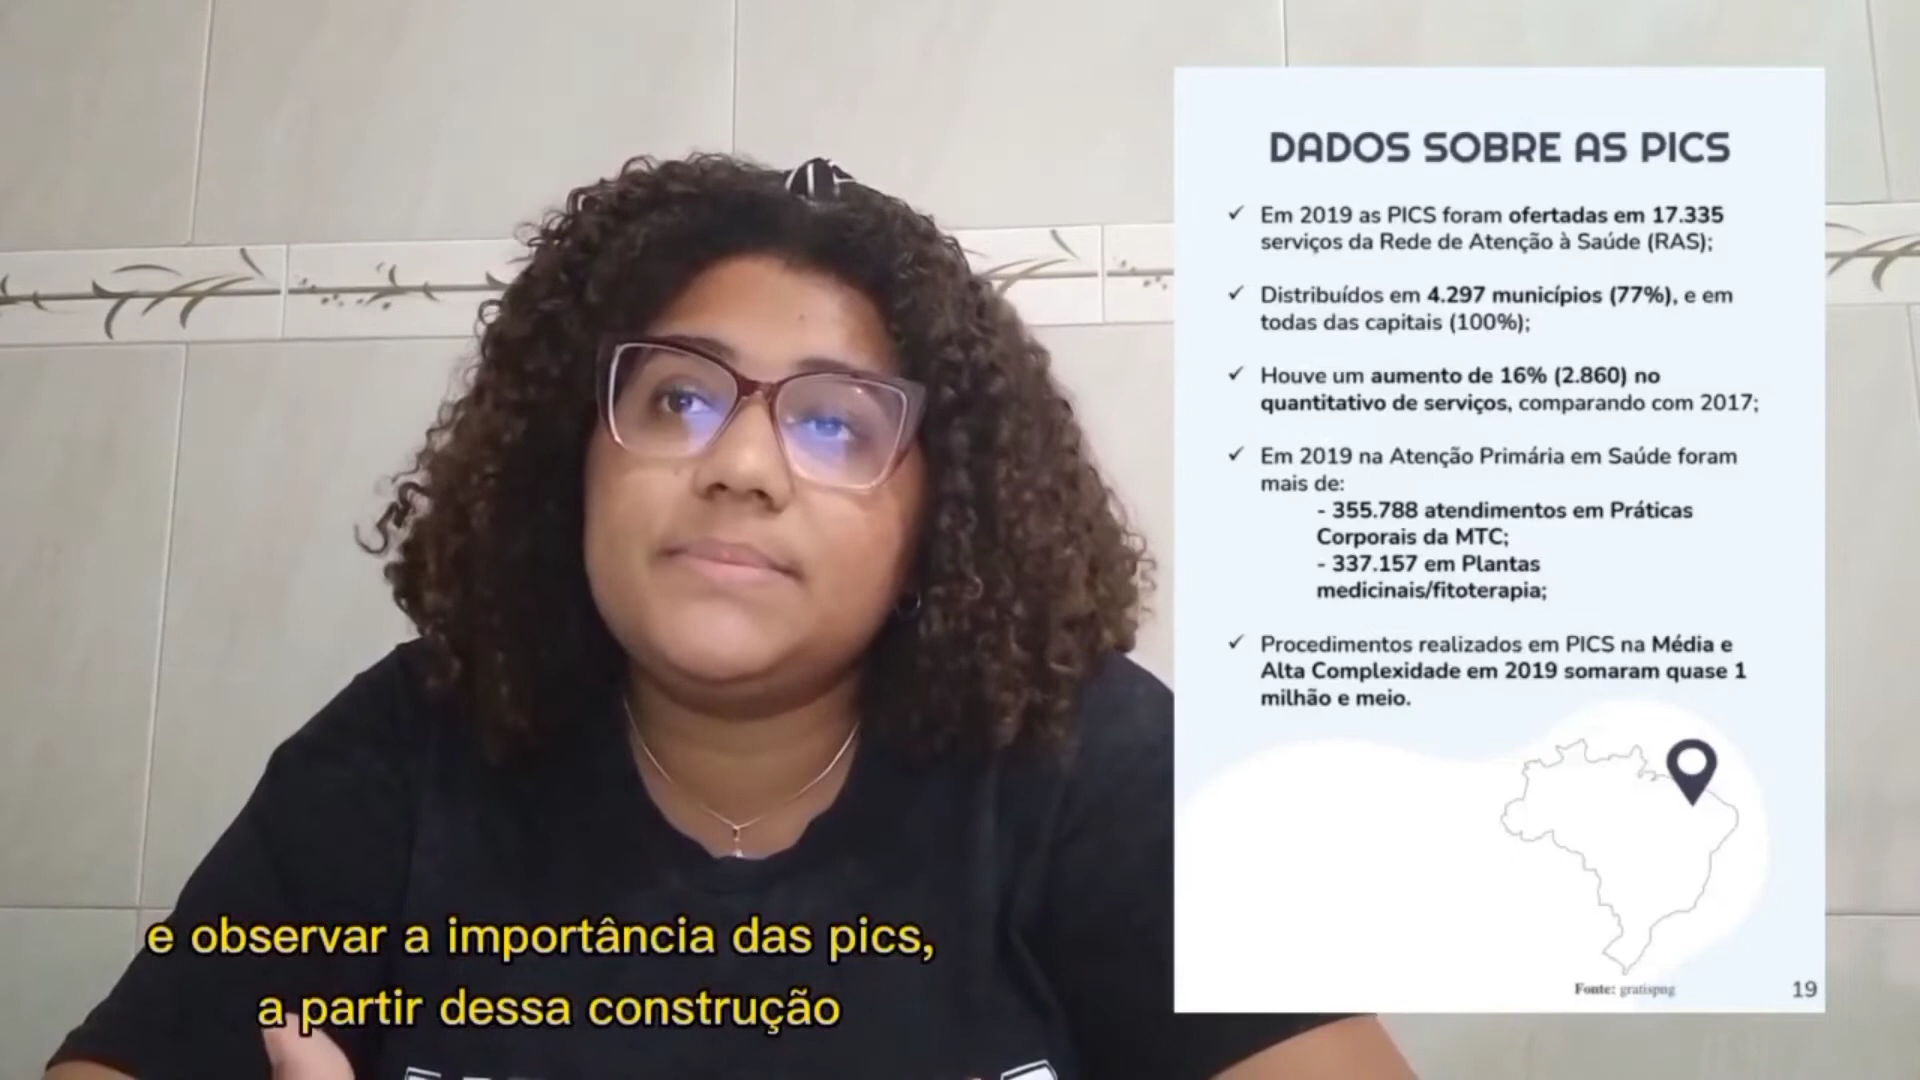 DADOS SOBRE AS PICS
✓ Em 2019 as PICS foram ofertadas em 17.335
serviços da Rede de Atenção à Saúde (RAS);
✓ Distribuídos em 4.297 municípios (77%), e em
todas das capitais (100%);
✓ Houve um aumento de 16% (2.860) no
quantitativo de serviços, comparando com 2017;
✓ Em 2019 na Atenção Primária em Saúde foram
mais de:
- 355.788 atendimentos em Práticas
Corporais da MTC;
- 337.157 em Plantas
medicinais/fitoterapia;
✓ Procedimentos realizados em PICS na Média e
Alta Complexidade em 2019 somaram quase 1
milhão e meio.
Fonte: gratispng
19
e observar a importância das pics,
a partir dessa construção